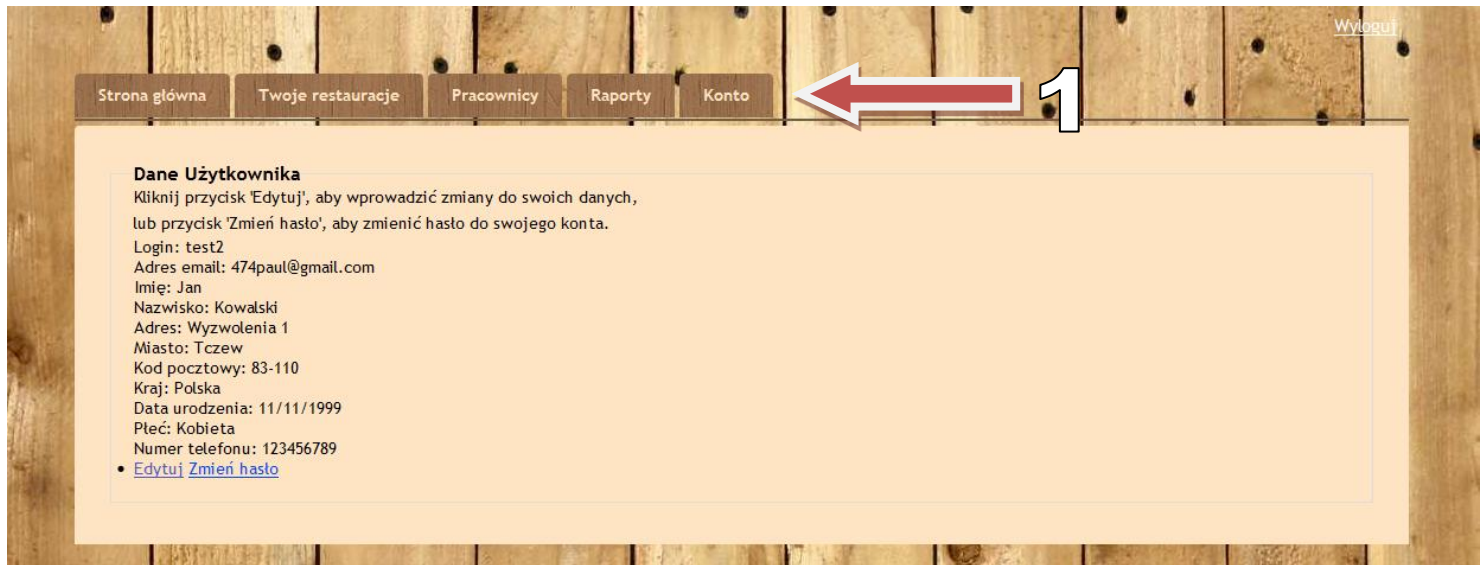 Wyloguj
Strona główna Twoje restauracje Pracownicy Raporty Konto
1
Dane Użytkownika
Kliknij przycisk 'Edytuj', aby wprowadzić zmiany do swoich danych,
lub przycisk 'Zmień hasło', aby zmienić hasło do swojego konta.
Login: test2
Adres email: 474paul@gmail.com
Imię: Jan
Nazwisko: Kowalski
Adres: Wyzwolenia 1
Miasto: Tczew
Kod pocztowy: 83-110
Kraj: Polska
Data urodzenia: 11/11/1999
Płeć: Kobieta
Numer telefonu: 123456789
Edytuj Zmień hasło